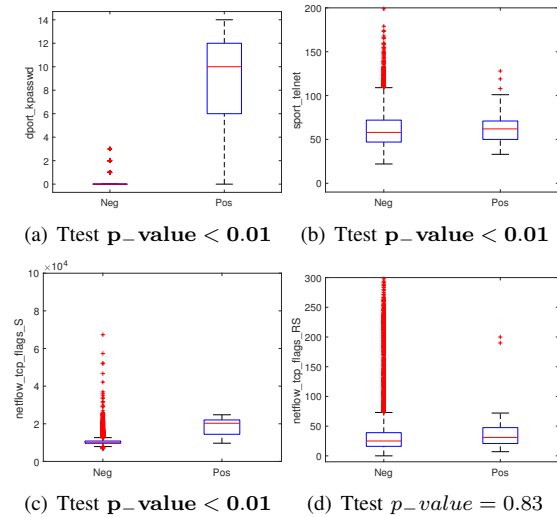 14
12
10
8
6
4
2
0
dport_kpasswd
Neg
Pos
(a) Ttest p_value < 0.01
200
150
100
50
0
sport_telnet
Neg
Pos
(b) Ttest p_value < 0.01
×10⁴
10
8
6
4
2
0
netflow_tcp_flags_S
Neg
Pos
(c) Ttest p_value < 0.01
300
250
200
150
100
50
0
netflow_tcp_flags_RS
Neg
Pos
(d) Ttest p_value = 0.83